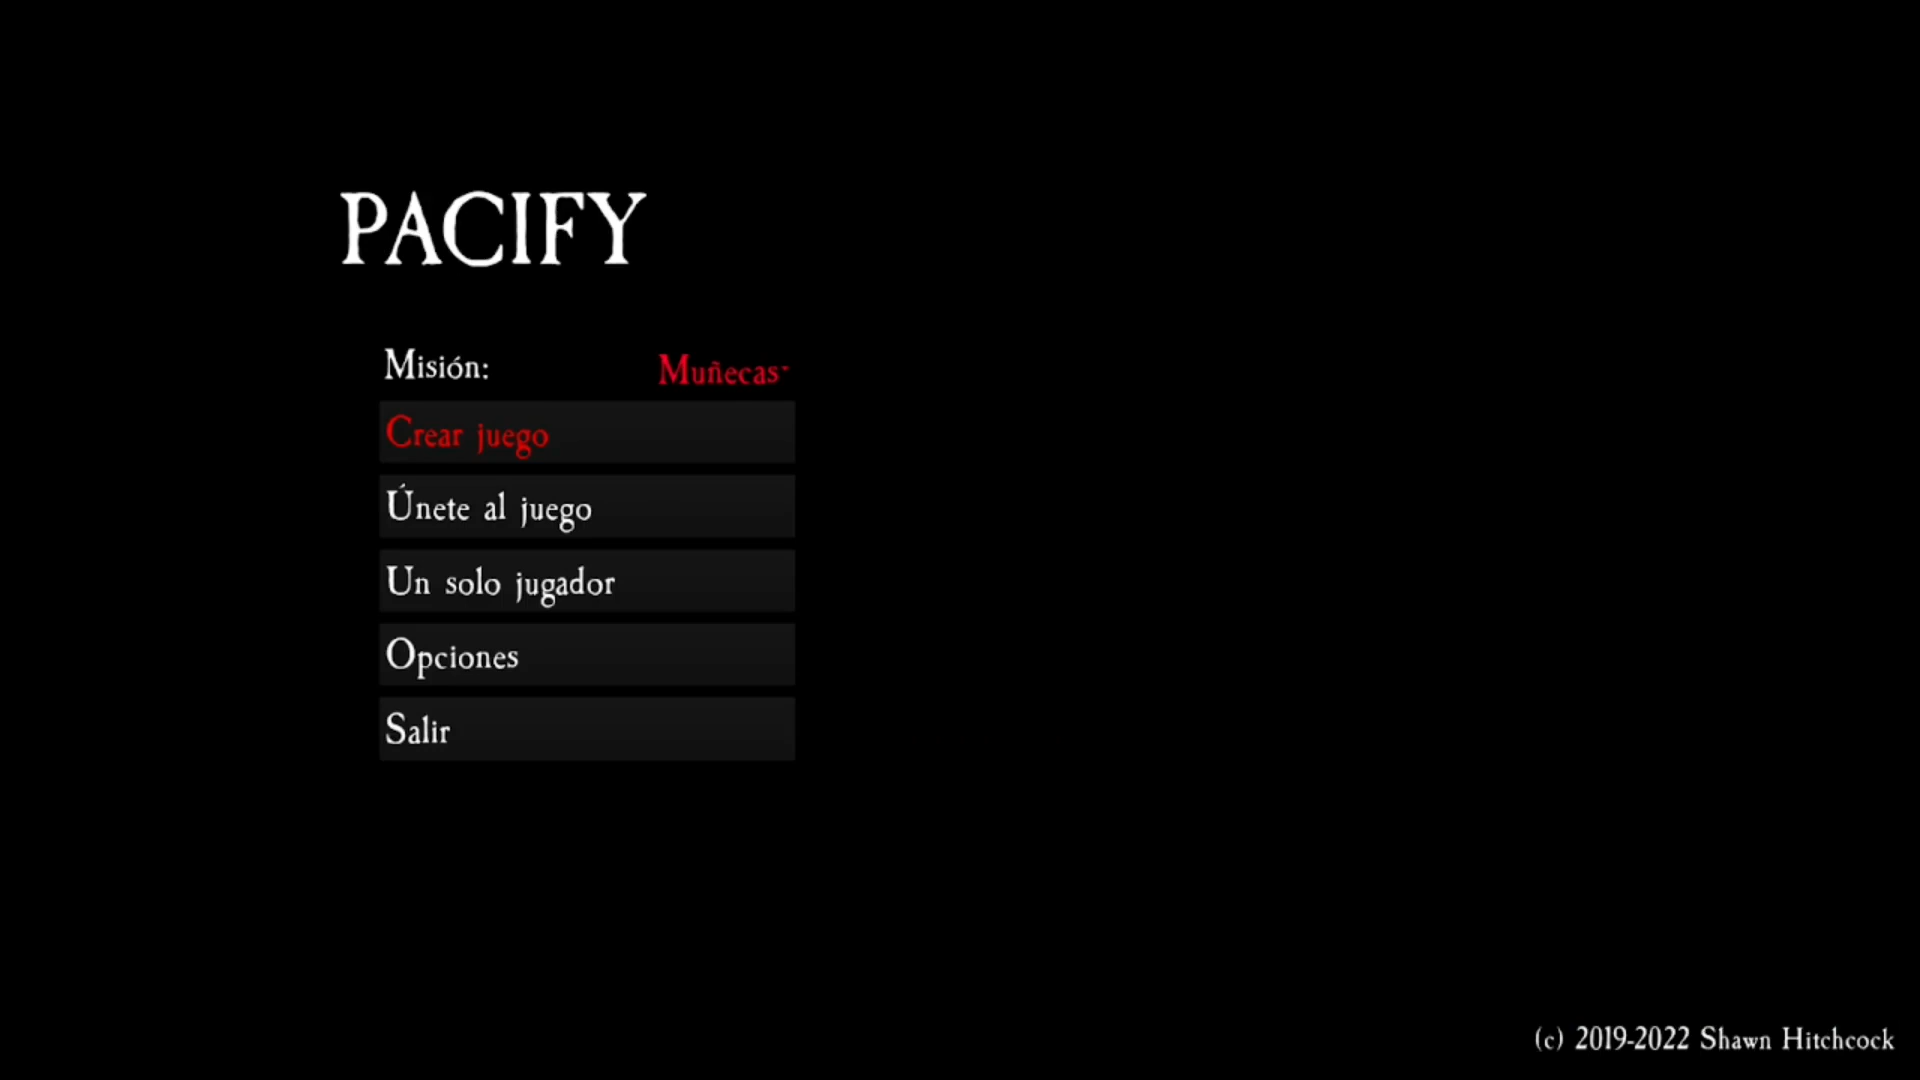 PACIFY
Misión: Muñecas
Crear juego
Únete al juego
Un solo jugador
Opciones
Salir
(c) 2019-2022 Shawn Hitchcock